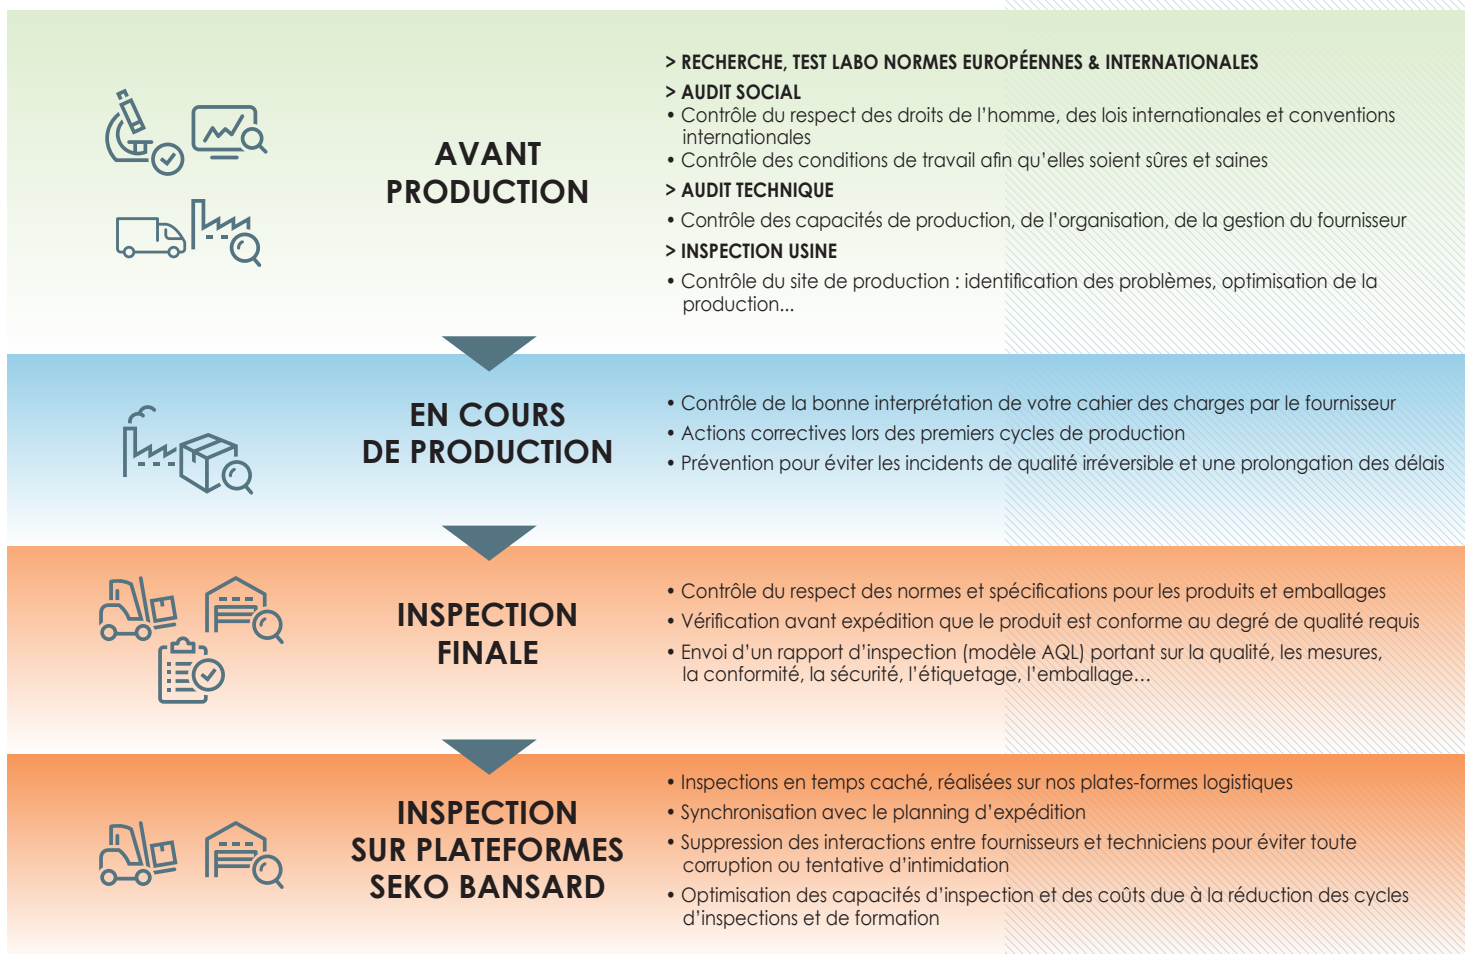 > RECHERCHE, TEST LABO NORMES EUROPÉENNES & INTERNATIONALES
> AUDIT SOCIAL
• Contrôle du respect des droits de l’homme, des lois internationales et conventions
internationales
• Contrôle des conditions de travail afin qu’elles soient sûres et saines
AVANT
PRODUCTION
> AUDIT TECHNIQUE
• Contrôle des capacités de production, de l’organisation, de la gestion du fournisseur
> INSPECTION USINE
• Contrôle du site de production : identification des problèmes, optimisation de la
production...
EN COURS
DE PRODUCTION
• Contrôle de la bonne interprétation de votre cahier des charges par le fournisseur
• Actions correctives lors des premiers cycles de production
• Prévention pour éviter les incidents de qualité irréversible et une prolongation des délais
INSPECTION
FINALE
• Contrôle du respect des normes et spécifications pour les produits et emballages
• Vérification avant expédition que le produit est conforme au degré de qualité requis
• Envoi d’un rapport d’inspection (modèle AQL) portant sur la qualité, les mesures,
la conformité, la sécurité, l’étiquetage, l’emballage…
INSPECTION
SUR PLATEFORMES
SEKO BANSARD
• Inspections en temps caché, réalisées sur nos plates-formes logistiques
• Synchronisation avec le planning d’expédition
• Suppression des interactions entre fournisseurs et techniciens pour éviter toute
corruption ou tentative d’intimidation
• Optimisation des capacités d’inspection et des coûts due à la réduction des cycles
d’inspections et de formation